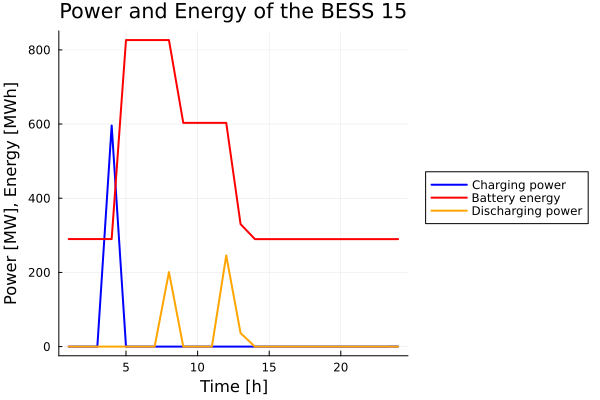 Power and Energy of the BESS 15
Power [MW], Energy [MWh]
800
600
400
200
0
5
10
15
20
Time [h]
Charging power
Battery energy
Discharging power